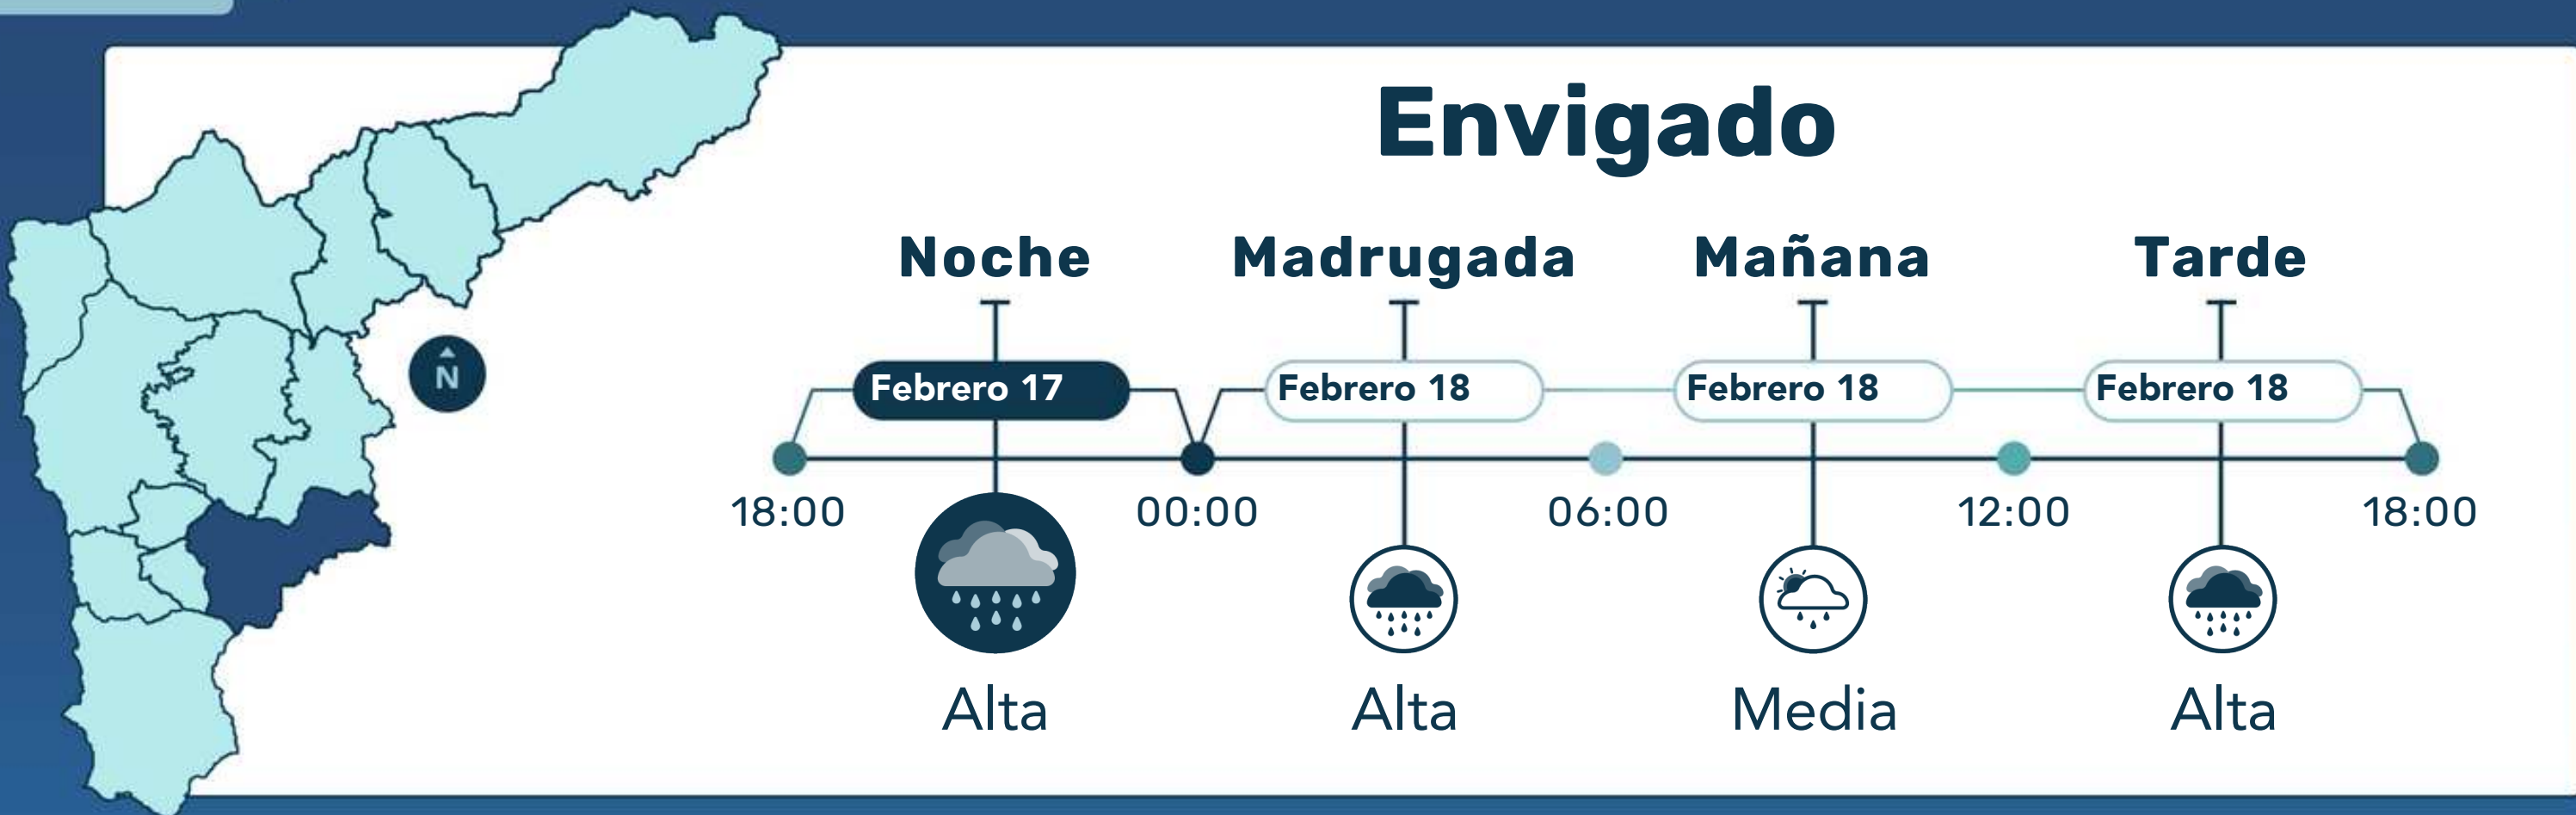 Envigado
Noche Madrugada Mañana Tarde
N
Febrero 17 Febrero 18 Febrero 18 Febrero 18
18:00 00:00 06:00 12:00 18:00
Alta Alta Media Alta